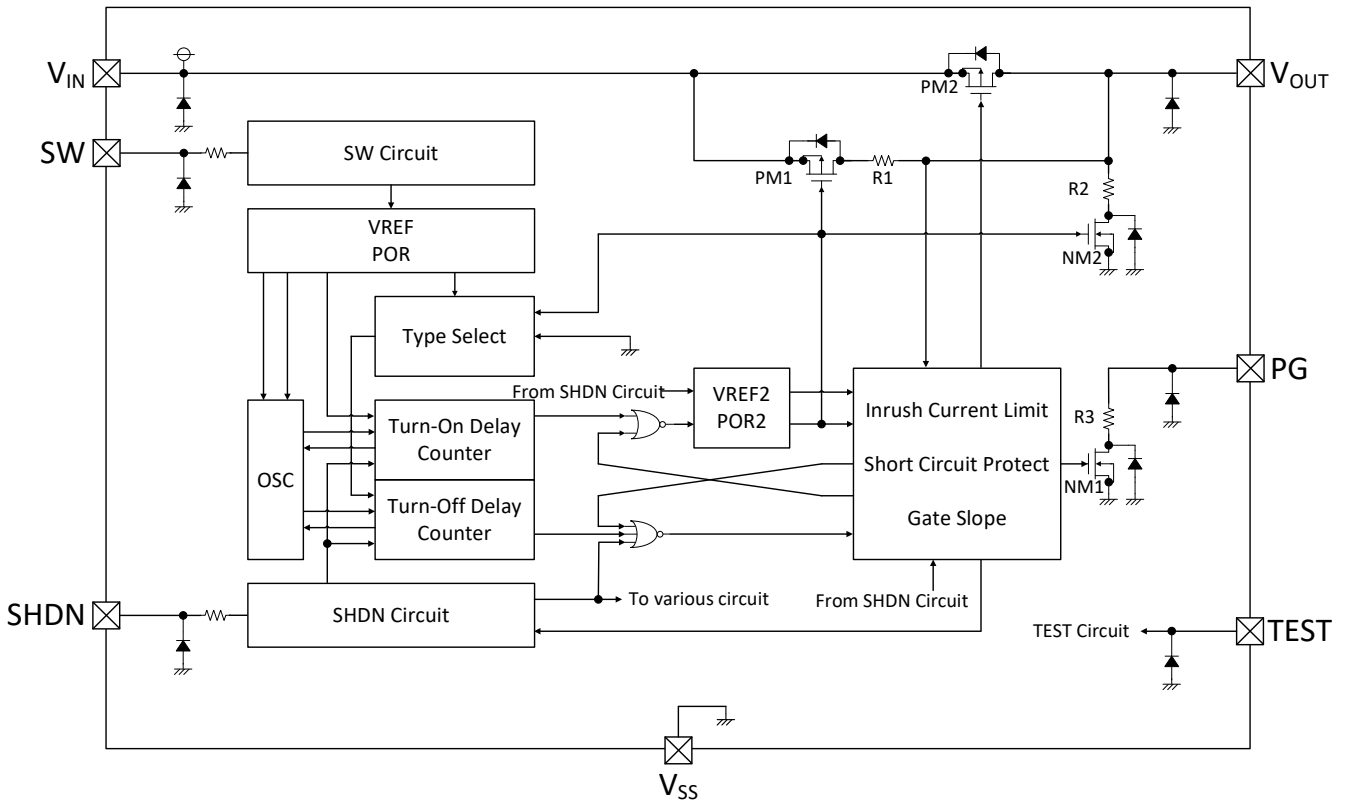 VIN
PM2
VOUT
SW
SW Circuit
PM1
R1
R2
VREF
POR
NM2
Type Select
From SHDN Circuit
VREF2
POR2
PG
Inrush Current Limit
R3
Turn-On Delay
Counter
OSC
Short Circuit Protect
NM1
Turn-Off Delay
Counter
Gate Slope
SHDN
SHDN Circuit
To various circuit
From SHDN Circuit
TEST Circuit
TEST
VSS